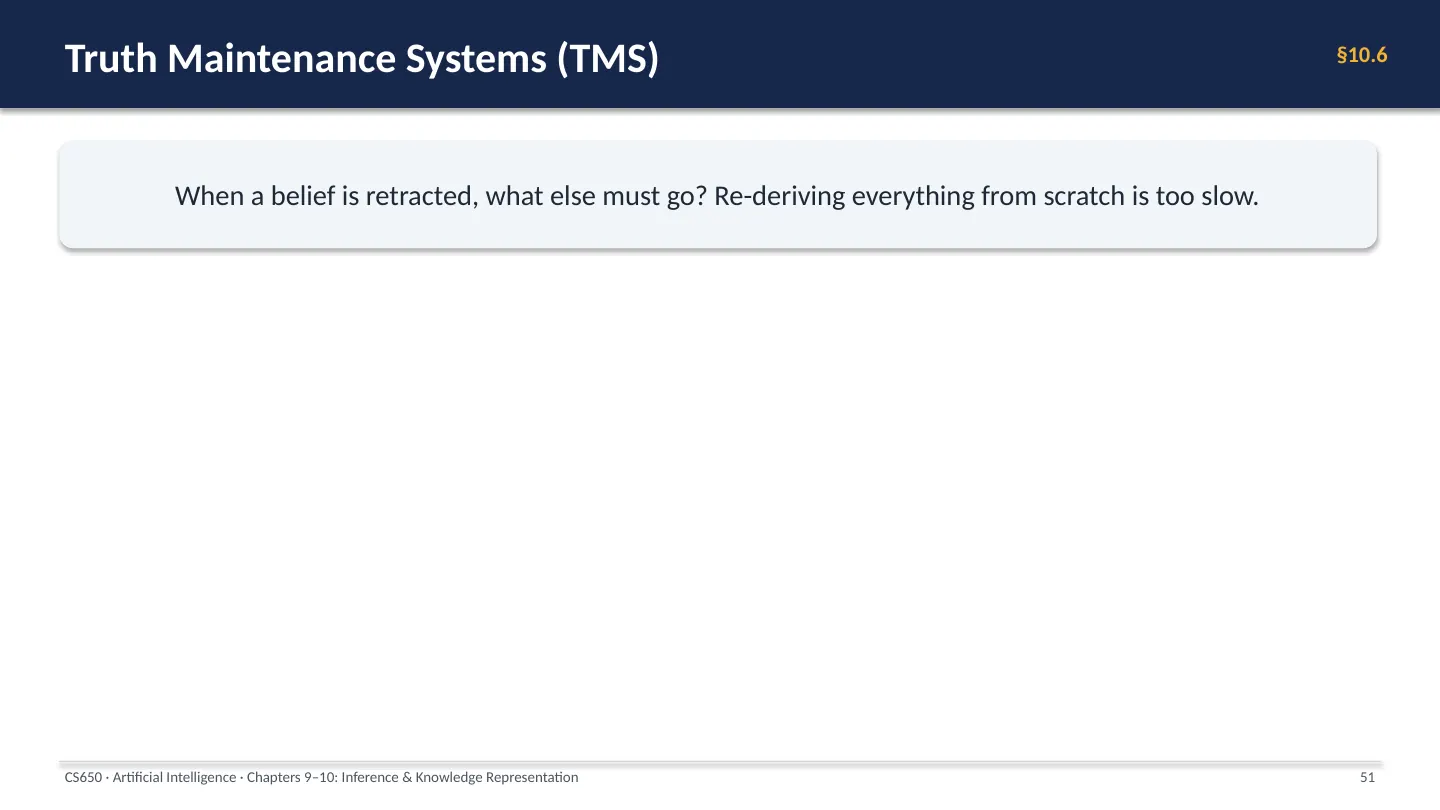 Truth Maintenance Systems (TMS)
§10.6
When a belief is retracted, what else must go? Re-deriving everything from scratch is too slow.
CS650 · Artificial Intelligence · Chapters 9–10: Inference & Knowledge Representation
51